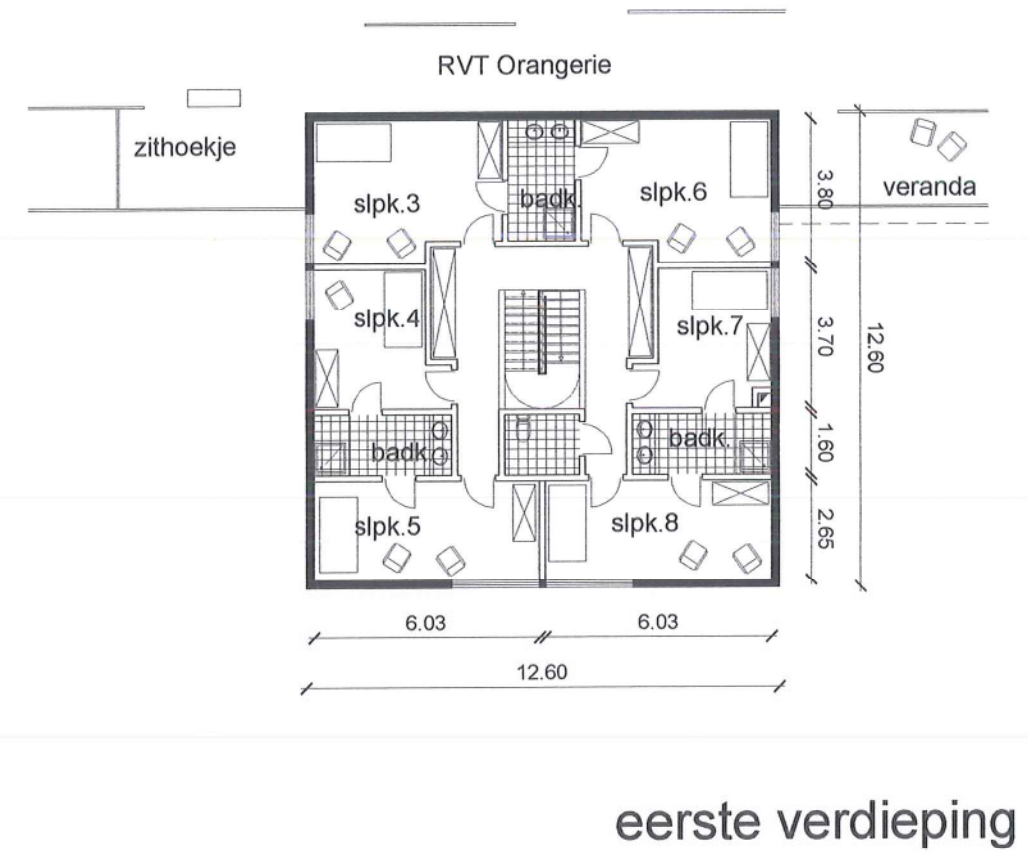 RVT Orangerie
zithoekje
veranda
slpk.3
badk.
slpk.6
3.80
slpk.4
slpk.7
3.70
12.60
badk.
badk.
1.60
slpk.5
slpk.8
2.65
6.03
6.03
12.60
eerste verdieping